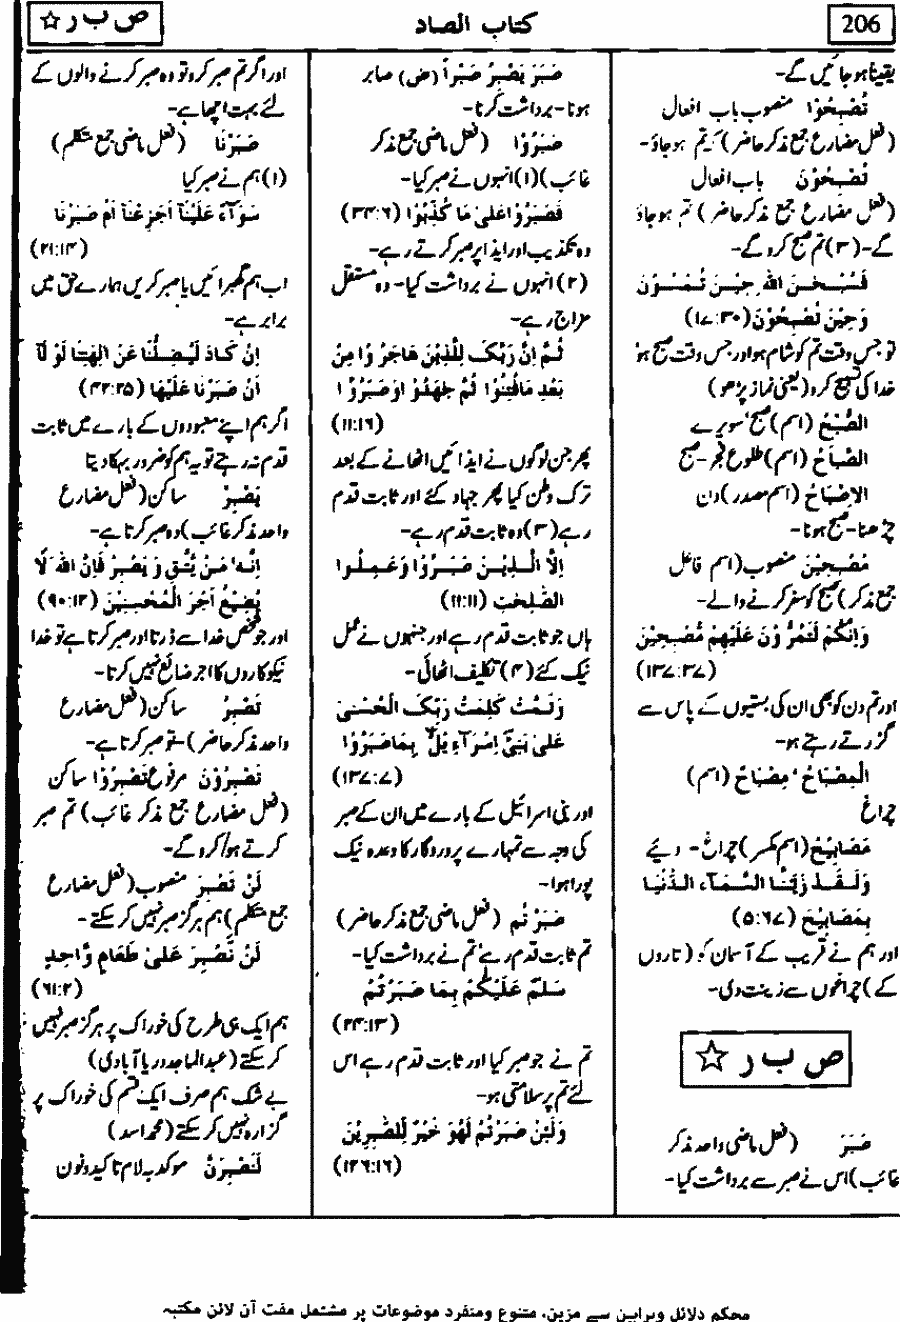 206
کتاب الصاد
ص ب ر ☆
یقیناً ہو جائیں گے-
تُصْبِحُوْا منصوب باب افعال
(فعل مضارع جمع مذکر حاضر) کہ تم ہو جاؤ-
تُصْبِحُوْنَ باب افعال
(فعل مضارع جمع مذکر حاضر) تم ہو جاؤ
گے-(۳) تم صبح کرو گے-
فَسُبْحٰنَ اللّٰهِ حِیْنَ تُمْسُوْنَ
وَحِیْنَ تُصْبِحُوْنَ(۱۷:۳۰)
تو جس وقت تم کو شام ہو اور جس وقت صبح ہو
خدا کی تسبیح کرو (یعنی نماز پڑھو)
الصُّبْحُ (اسم) صبح، سویرے
الصَّبَاحُ (اسم) طلوع فجر- صبح
الاِصْبَاحُ (اسم مصدر) دن
چڑھنا- صبح ہونا-
مُصْبِحِیْنَ منصوب (اسم فاعل
جمع مذکر) صبح کو سفر کرنے والے-
وَاِنَّکُمْ لَتَمُرُّوْنَ عَلَیْهِمْ مُّصْبِحِیْنَ
(۱۳۷:۳۷)
اور تم دن کو بھی ان کی بستیوں کے پاس سے
گزرتے رہتے ہو-
الْمِصْبَاحُ ، مِصْبَاحٌ (اسم)
چراغ
مَصَابِیْحَ (اسم مکسر) چراغ- دیئے
وَلَقَدْ زَیَّنَّا السَّمَآءَ الدُّنْیَا
بِمَصَابِیْحَ (۵:۶۷)
اور ہم نے قریب کے آسمان کو (تاروں
کے) چراغوں سے زینت دی-
ص ب ر ☆
صَبَرَ (فعل ماضی واحد مذکر
غائب) اس نے صبر سے برداشت کیا-
صَبَرَ یَصْبِرُ صَبْراً (ض) صابر
ہونا- برداشت کرنا-
صَبَرُوْا (فعل ماضی جمع مذکر
غائب) (۱) انہوں نے صبر کیا-
فَصَبَرُوْا عَلٰی مَا کُذِّبُوْا (۳۴:۶)
وہ تکذیب اور ایذا پر صبر کرتے رہے-
(۲) انہوں نے برداشت کیا- وہ مستقل
مزاج رہے-
ثُمَّ اِنَّ رَبَّکَ لِلَّذِیْنَ هَاجَرُوْا مِنْ
بَعْدِ مَا فُتِنُوْا ثُمَّ جٰهَدُوْا وَصَبَرُوْا
(۱۱:۱۶)
پھر جن لوگوں نے ایذائیں اٹھانے کے بعد
ترک وطن کیا پھر جہاد کئے اور ثابت قدم
رہے (۳) وہ ثابت قدم رہے-
اِلَّا الَّذِیْنَ صَبَرُوْا وَعَمِلُوا
الصّٰلِحٰتِ (۱۱:۱۱)
ہاں جو ثابت قدم رہے اور جنہوں نے عمل
نیک کئے (۴) تکلیف اٹھائی-
وَتَمَّتْ کَلِمَتُ رَبِّکَ الْحُسْنٰی
عَلٰی بَنِیْٓ اِسْرَآءِیْلَ بِمَا صَبَرُوْا
(۱۳۷:۷)
اور بنی اسرائیل کے بارے میں ان کے صبر
کی وجہ سے تمہارے پروردگار کا وعدہ نیک
پورا ہوا-
صَبَرْتُم (فعل ماضی جمع مذکر حاضر)
تم ثابت قدم رہے، تم نے برداشت کیا-
سَلٰمٌ عَلَیْکُمْ بِمَا صَبَرْتُمْ
(۲۴:۱۳)
تم نے جو صبر کیا اور ثابت قدم رہے اس
لئے تم پر سلامتی ہو-
وَلَئِنْ صَبَرْتُمْ لَهُوَ خَیْرٌ لِّلصّٰبِرِیْنَ
(۱۲۶:۱۶)
اور اگر تم صبر کرو تو وہ صبر کرنے والوں کے
لئے بہت اچھا ہے-
صَبَرْنَا (فعل ماضی جمع متکلم)
(۱) ہم نے صبر کیا
سَوَآءٌ عَلَیْنَآ اَجَزِعْنَآ اَمْ صَبَرْنَا
(۲۱:۱۴)
اب ہم گھبرائیں یا صبر کریں ہمارے حق میں
برابر ہے-
اِنْ کَادَ لَیُضِلُّنَا عَنْ اٰلِهَتِنَا لَوْ لَآ
اَنْ صَبَرْنَا عَلَیْهَا (۴۲:۲۵)
اگر ہم اپنے معبودوں کے بارے میں ثابت
قدم نہ رہتے تو یہ ہم کو ضرور بہکا دیتا
یَصْبِرْ ساکن (فعل مضارع
واحد مذکر غائب) وہ صبر کرتا ہے-
اِنَّهٗ مَنْ یَّتَّقِ وَیَصْبِرْ فَاِنَّ اللّٰهَ لَا
یُضِیْعُ اَجْرَ الْمُحْسِنِیْنَ (۹۰:۱۲)
اور جو شخص خدا سے ڈرتا اور صبر کرتا ہے تو خدا
نیکوکاروں کا اجر ضائع نہیں کرتا-
تَصْبِرُ ساکن (فعل مضارع
واحد مذکر حاضر) تو صبر کرتا ہے-
تَصْبِرُوْنَ مرفوع تَصْبِرُوْا ساکن
(فعل مضارع جمع مذکر غائب) تم صبر
کرتے ہو/کرو گے-
لَنْ نَصْبِرَ منصوب (فعل مضارع
جمع متکلم) ہم ہرگز صبر نہیں کر سکتے-
لَنْ نَّصْبِرَ عَلٰی طَعَامٍ وَّاحِدٍ
(۶۱:۲)
ہم ایک ہی طرح کی خوراک پر ہرگز صبر نہیں
کر سکتے (عبدالماجد دریاآبادی)
بے شک ہم صرف ایک قسم کی خوراک پر
گزارہ نہیں کر سکتے (محمد اسد)
لَنَصْبِرَنَّ موکد بہ لام تاکید و نون
محکم دلائل وبراہین سے مزین، متنوع ومنفرد موضوعات پر مشتمل مفت آن لائن مکتبہ